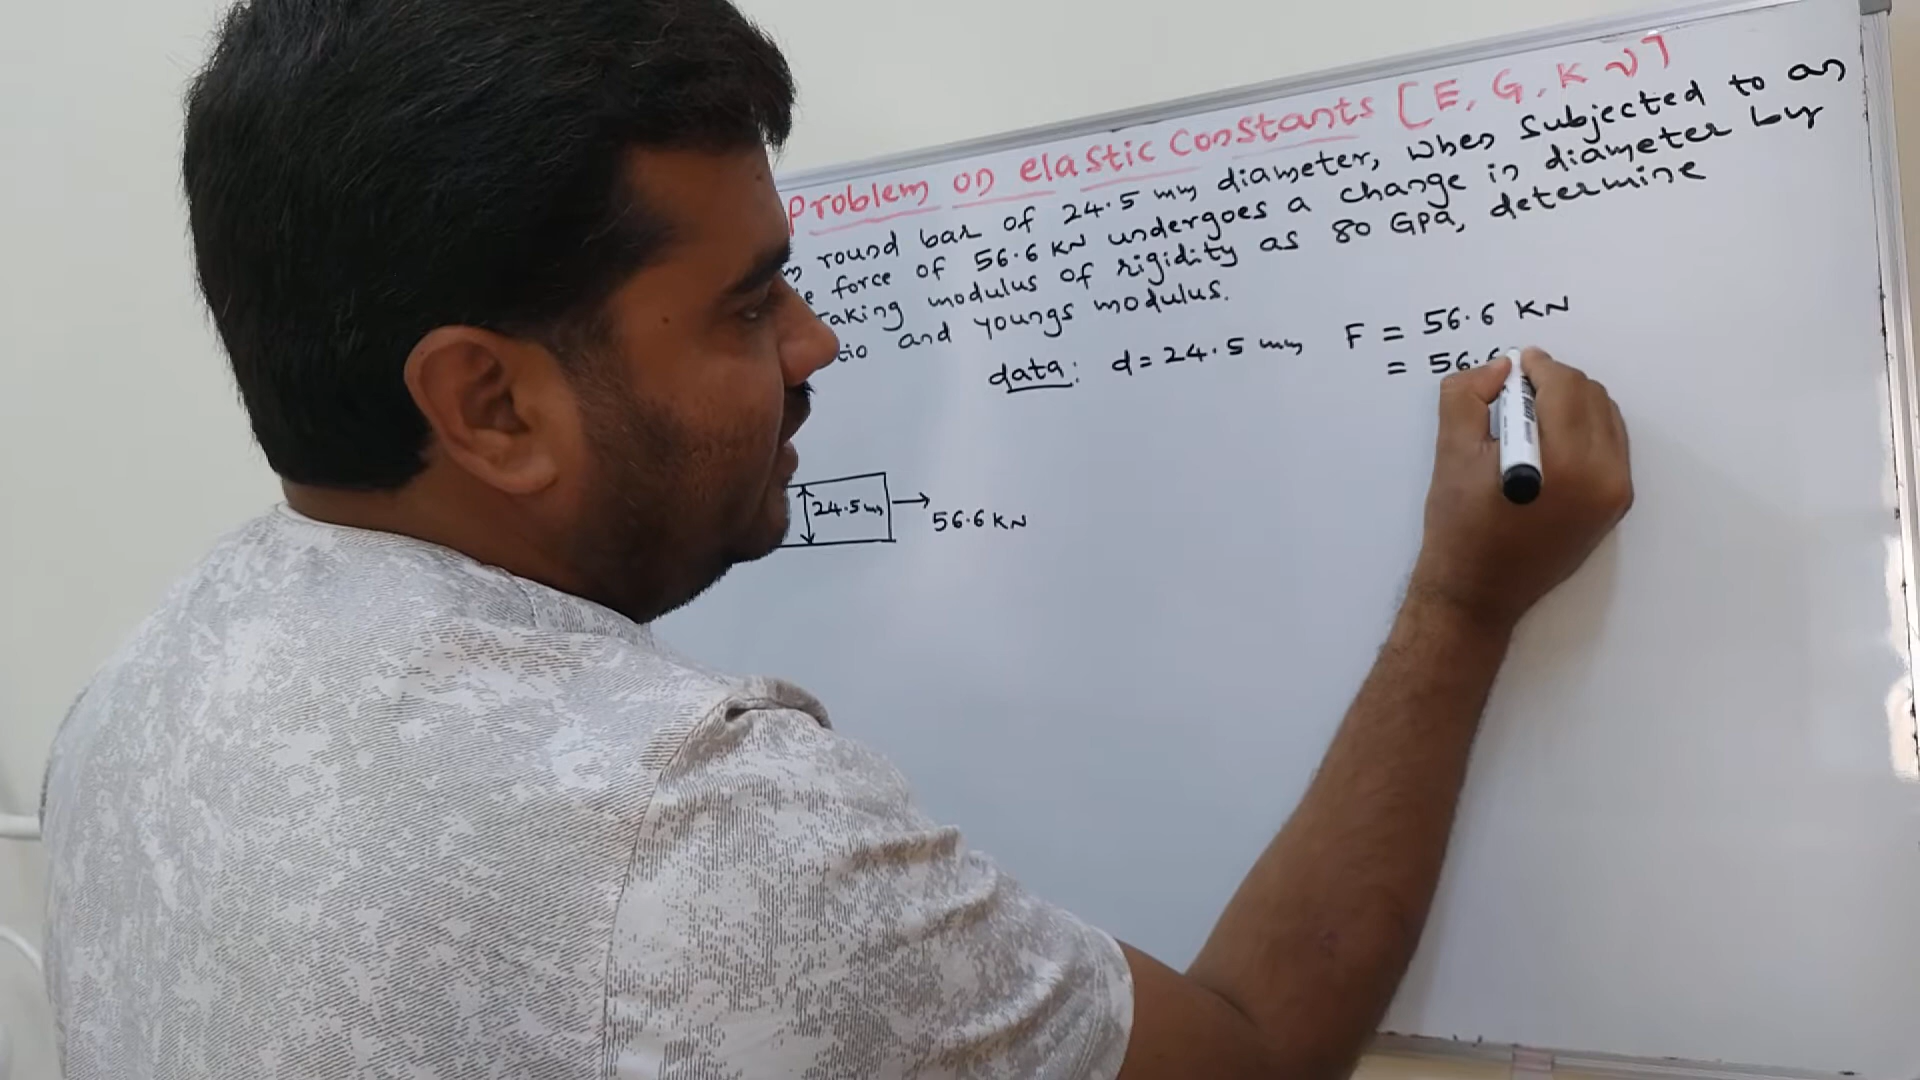 Problem on elastic constants [E, G, K ν]
round bar of 24.5 mm diameter, when subjected to an
force of 56.6 KN undergoes a change in diameter by
Taking modulus of rigidity as 80 GPa, determine
and youngs modulus.
data: d = 24.5 mm F = 56.6 KN
= 56.6
24.5 mm
56.6 KN